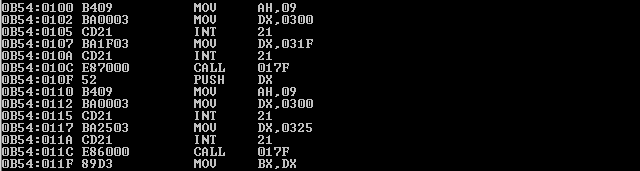 0B54:0100 B409 MOV AH,09
0B54:0102 BA0003 MOV DX,0300
0B54:0105 CD21 INT 21
0B54:0107 BA1F03 MOV DX,031F
0B54:010A CD21 INT 21
0B54:010C E87000 CALL 017F
0B54:010F 52 PUSH DX
0B54:0110 B409 MOV AH,09
0B54:0112 BA0003 MOV DX,0300
0B54:0115 CD21 INT 21
0B54:0117 BA2503 MOV DX,0325
0B54:011A CD21 INT 21
0B54:011C E86000 CALL 017F
0B54:011F 89D3 MOV BX,DX